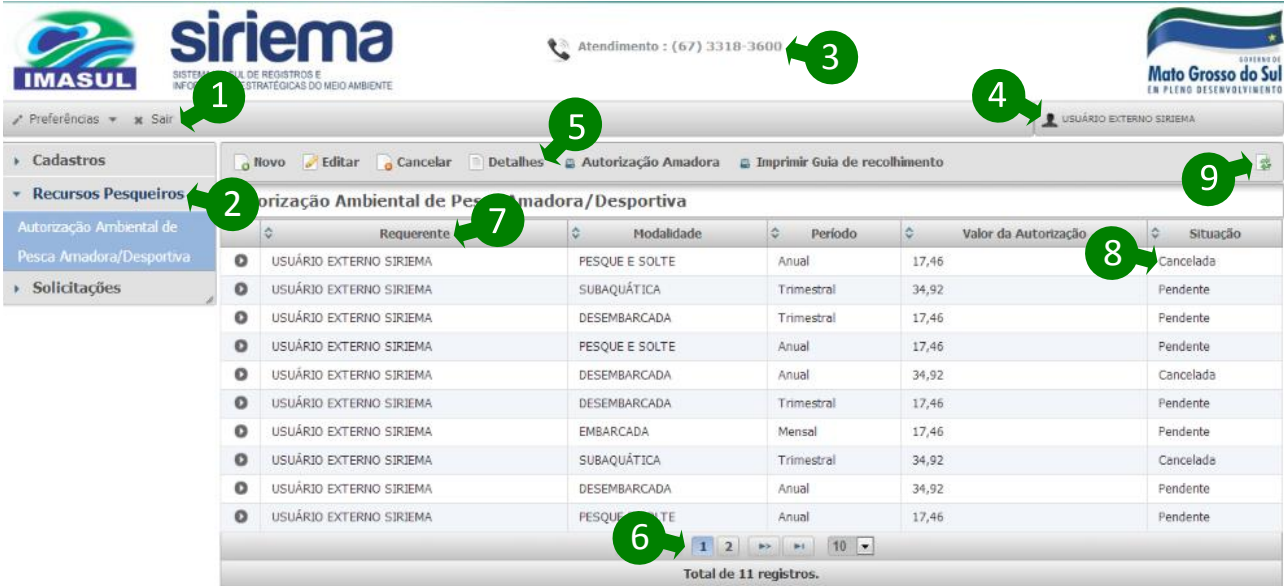 IMASUL
siriema
SISTEMA SUL DE REGISTROS E
INFO ESTRATÉGICAS DO MEIO AMBIENTE
Atendimento : (67) 3318-3600
3
GOVERNO DE
Mato Grosso do Sul
EM PLENO DESENVOLVIMENTO
1
Preferências Sair
4
USUÁRIO EXTERNO SIRIEMA
Cadastros
Recursos Pesqueiros
2
Autorização Ambiental de
Pesca Amadora/Desportiva
Solicitações
5
Novo Editar Cancelar Detalhes Autorização Amadora Imprimir Guia de recolhimento
9
orização Ambiental de Pes madora/Desportiva
7
Requerente Modalidade Período Valor da Autorização Situação
8
USUÁRIO EXTERNO SIRIEMA PESQUE E SOLTE Anual 17,46 Cancelada
USUÁRIO EXTERNO SIRIEMA SUBAQUÁTICA Trimestral 34,92 Pendente
USUÁRIO EXTERNO SIRIEMA DESEMBARCADA Trimestral 17,46 Pendente
USUÁRIO EXTERNO SIRIEMA PESQUE E SOLTE Anual 17,46 Pendente
USUÁRIO EXTERNO SIRIEMA DESEMBARCADA Anual 34,92 Cancelada
USUÁRIO EXTERNO SIRIEMA DESEMBARCADA Trimestral 17,46 Pendente
USUÁRIO EXTERNO SIRIEMA EMBARCADA Mensal 17,46 Pendente
USUÁRIO EXTERNO SIRIEMA SUBAQUÁTICA Trimestral 34,92 Cancelada
USUÁRIO EXTERNO SIRIEMA DESEMBARCADA Anual 34,92 Pendente
USUÁRIO EXTERNO SIRIEMA PESQUE LTE Anual 17,46 Pendente
6
1 2 10
Total de 11 registros.